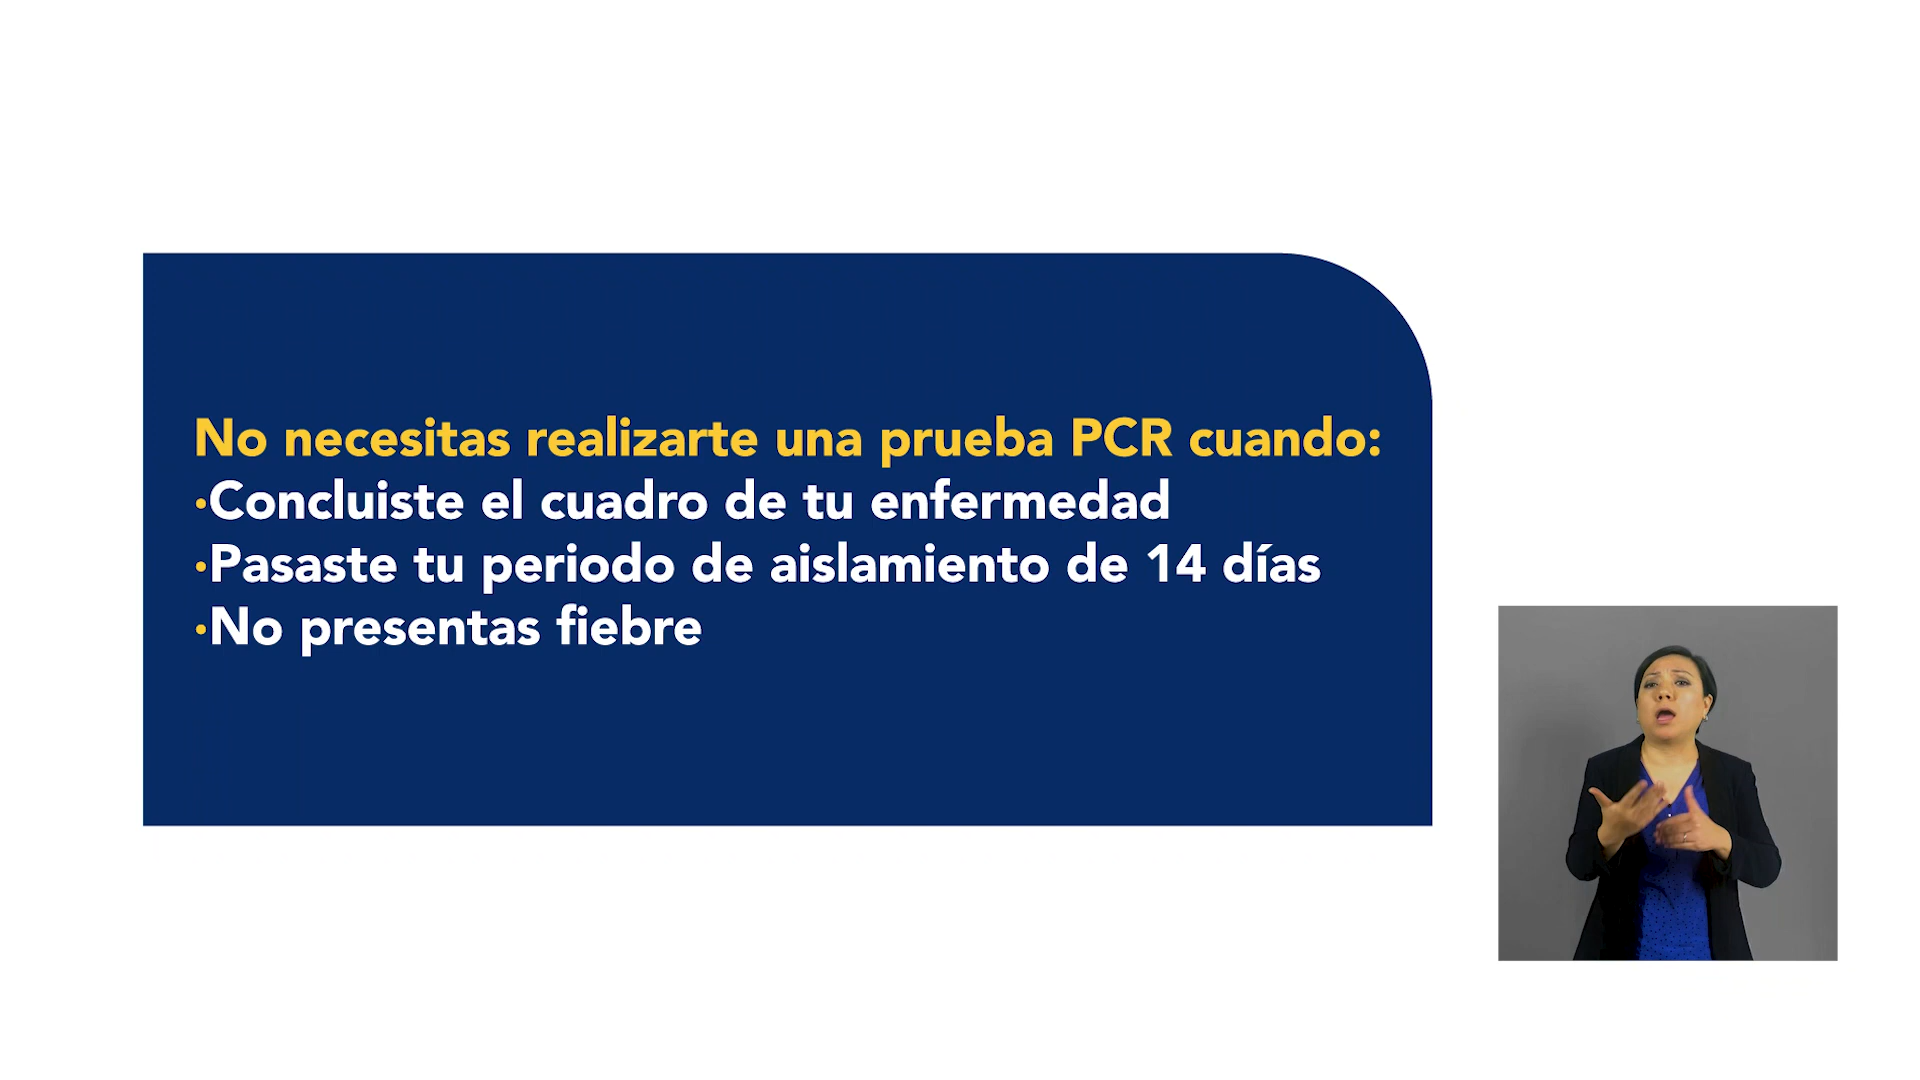 No necesitas realizarte una prueba PCR cuando:
·Concluiste el cuadro de tu enfermedad
·Pasaste tu periodo de aislamiento de 14 días
·No presentas fiebre